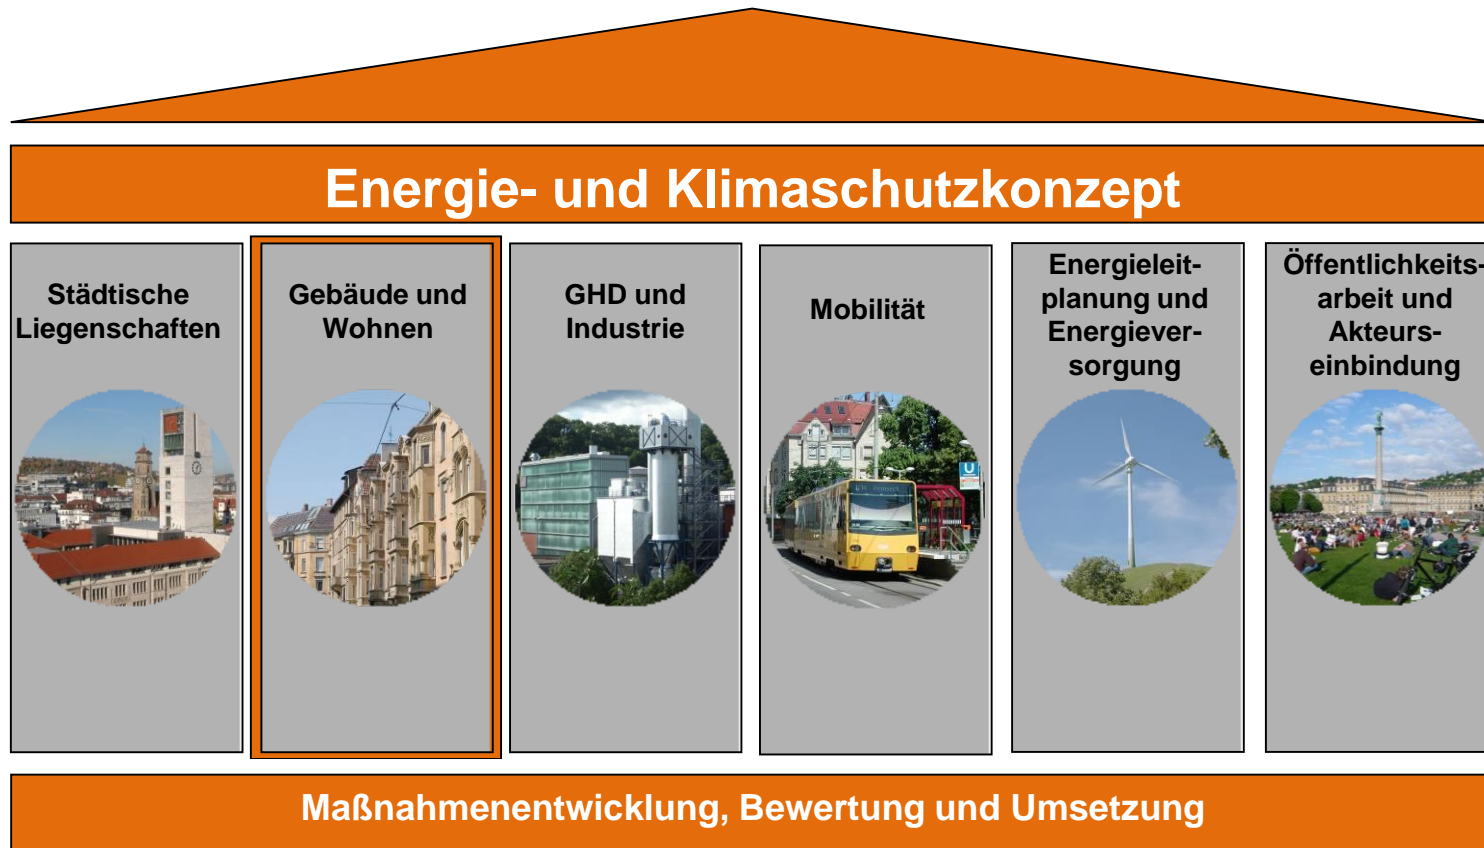 Energie- und Klimaschutzkonzept
Städtische
Liegenschaften
Gebäude und
Wohnen
GHD und
Industrie
Mobilität
Energieleit-
planung und
Energiever-
sorgung
Öffentlichkeits-
arbeit und
Akteurs-
einbindung
U
Maßnahmenentwicklung, Bewertung und Umsetzung